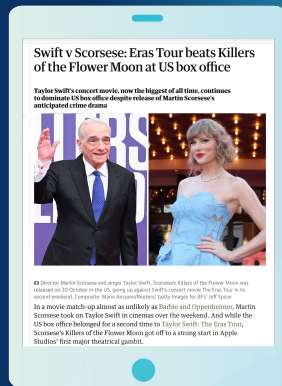 Swift v Scorsese: Eras Tour beats Killers
of the Flower Moon at US box office
Taylor Swift's concert movie, now the biggest of all time, continues
to dominate US box office despite release of Martin Scorsese's
anticipated crime drama
Director Martin Scorsese and singer Taylor Swift. Scorsese's Killers of the Flower Moon was
released on 20 October in the US, going up against Swift's concert movie The Eras Tour in its
second weekend. Composite: Mario Anzuoni/Reuters/ Getty Images for BFI/ Jeff Spicer
In a movie match-up almost as unlikely as Barbie and Oppenheimer, Martin
Scorsese took on Taylor Swift in cinemas over the weekend. And while the
US box office belonged for a second time to Taylor Swift: The Eras Tour,
Scorsese's Killers of the Flower Moon got off to a strong start in Apple
Studios' first major theatrical gambit.